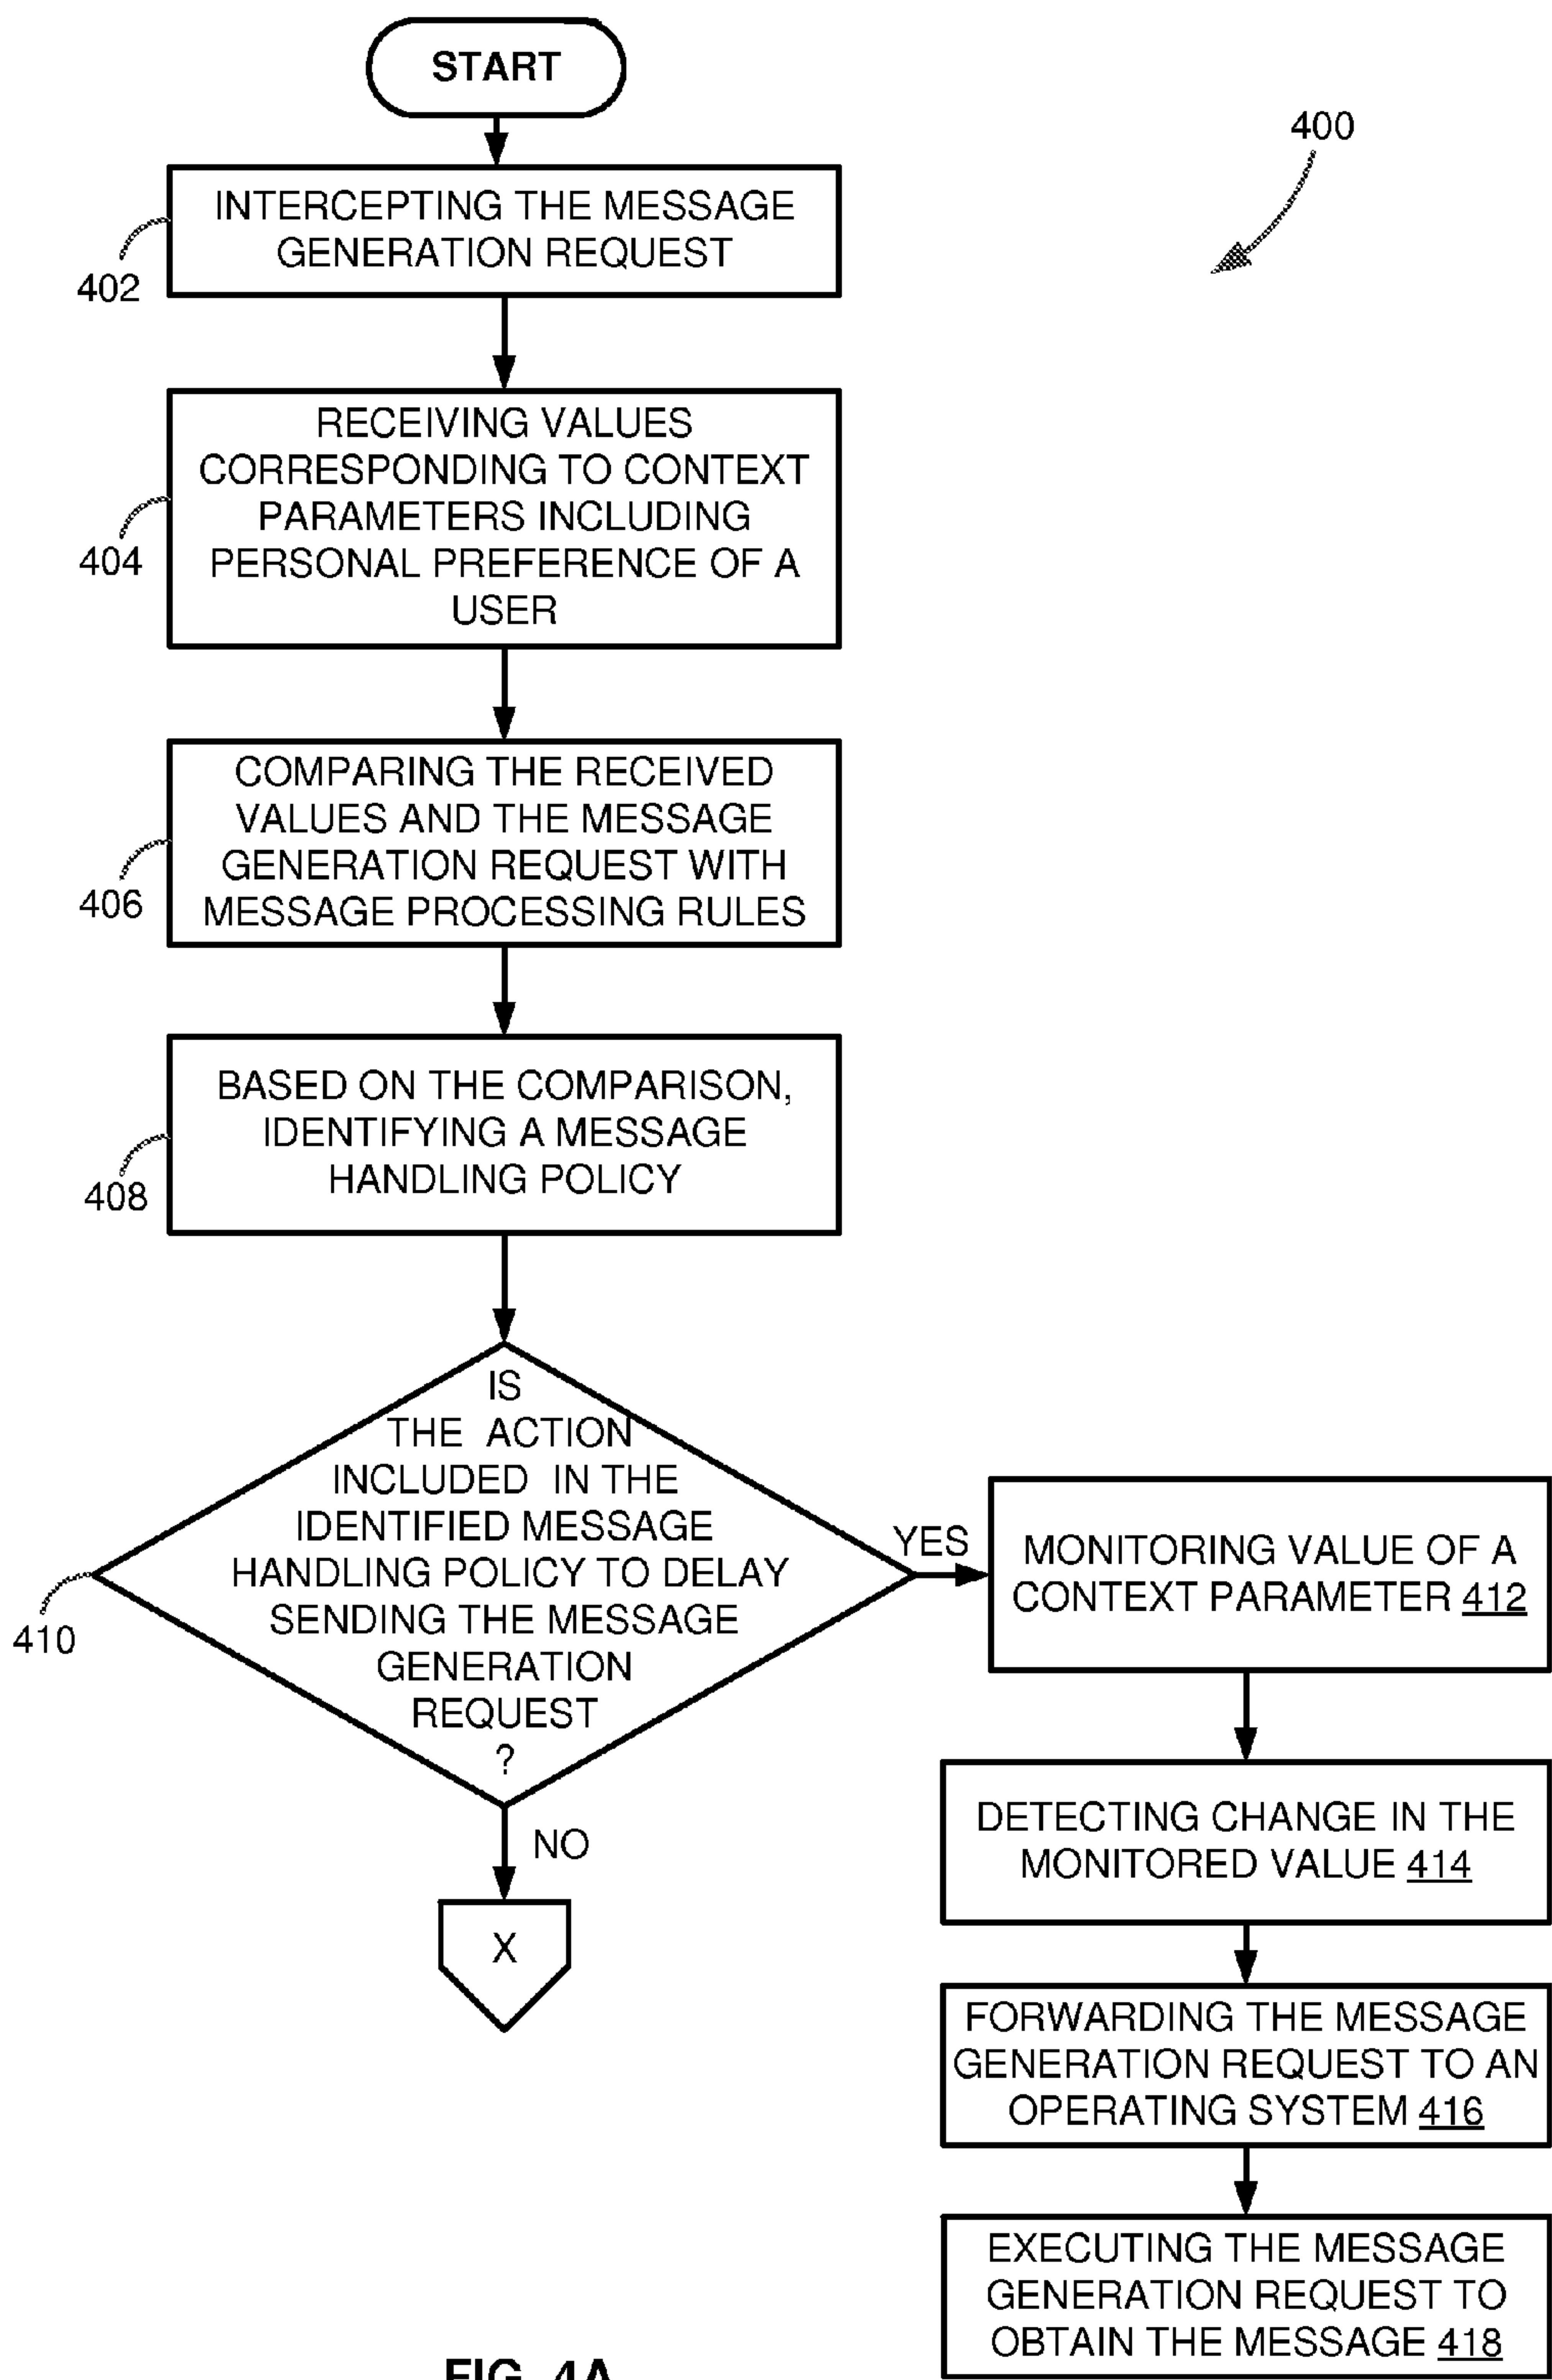 START
400
INTERCEPTING THE MESSAGE
GENERATION REQUEST
402
RECEIVING VALUES
CORRESPONDING TO CONTEXT
PARAMETERS INCLUDING
PERSONAL PREFERENCE OF A
USER
404
COMPARING THE RECEIVED
VALUES AND THE MESSAGE
GENERATION REQUEST WITH
MESSAGE PROCESSING RULES
406
BASED ON THE COMPARISON,
IDENTIFYING A MESSAGE
HANDLING POLICY
408
IS
THE ACTION
INCLUDED IN THE
IDENTIFIED MESSAGE
HANDLING POLICY TO DELAY
SENDING THE MESSAGE
GENERATION
REQUEST
?
410
YES
NO
X
MONITORING VALUE OF A
CONTEXT PARAMETER 412
DETECTING CHANGE IN THE
MONITORED VALUE 414
FORWARDING THE MESSAGE
GENERATION REQUEST TO AN
OPERATING SYSTEM 416
EXECUTING THE MESSAGE
GENERATION REQUEST TO
OBTAIN THE MESSAGE 418
FIG. 4A